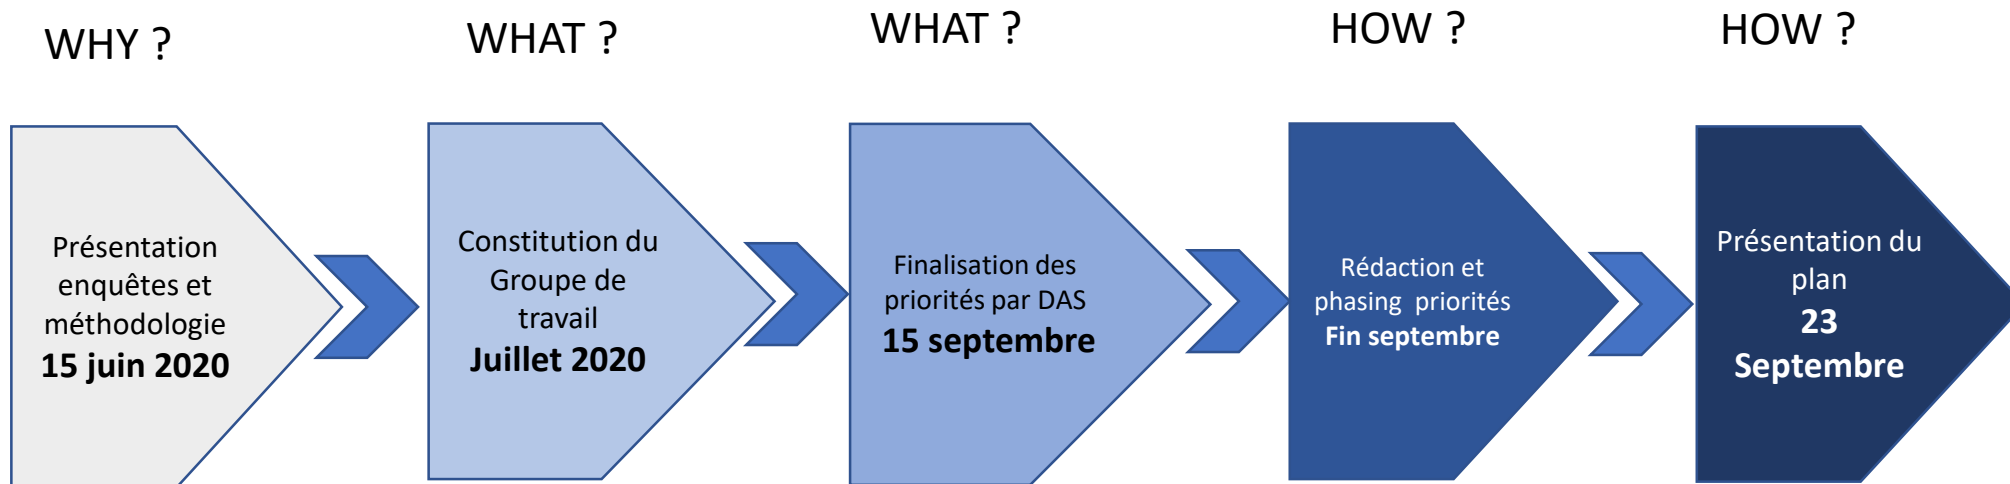 WHY ?
WHAT ?
WHAT ?
HOW ?
HOW ?
Présentation
enquêtes et
méthodologie
15 juin 2020
Constitution du
Groupe de
travail
Juillet 2020
Finalisation des
priorités par DAS
15 septembre
Rédaction et
phasing priorités
Fin septembre
Présentation du
plan
23
Septembre